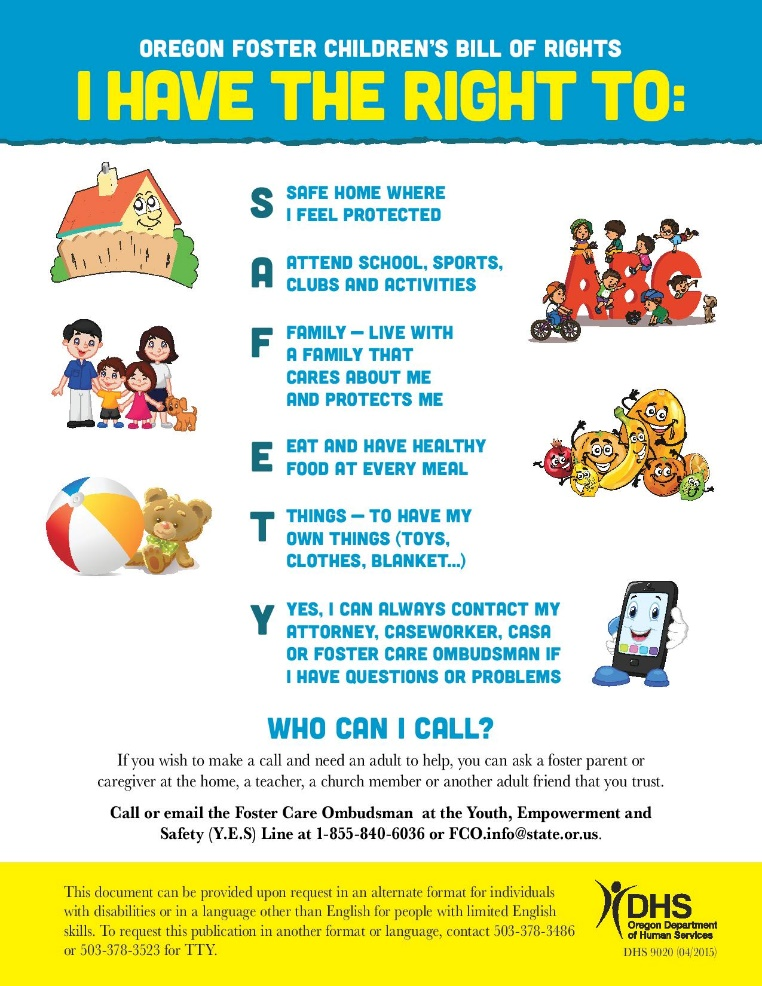 OREGON FOSTER CHILDREN'S BILL OF RIGHTS
I HAVE THE RIGHT TO:
S SAFE HOME WHERE
I FEEL PROTECTED
A ATTEND SCHOOL, SPORTS,
CLUBS AND ACTIVITIES
ABC
F FAMILY – LIVE WITH
A FAMILY THAT
CARES ABOUT ME
AND PROTECTS ME
E EAT AND HAVE HEALTHY
FOOD AT EVERY MEAL
T THINGS – TO HAVE MY
OWN THINGS (TOYS,
CLOTHES, BLANKET...)
Y YES, I CAN ALWAYS CONTACT MY
ATTORNEY, CASEWORKER, CASA
OR FOSTER CARE OMBUDSMAN IF
I HAVE QUESTIONS OR PROBLEMS
WHO CAN I CALL?
If you wish to make a call and need an adult to help, you can ask a foster parent or
caregiver at the home, a teacher, a church member or another adult friend that you trust.
Call or email the Foster Care Ombudsman at the Youth, Empowerment and
Safety (Y.E.S) Line at 1-855-840-6036 or FCO.info@state.or.us.
This document can be provided upon request in an alternate format for individuals
with disabilities or in a language other than English for people with limited English
skills. To request this publication in another format or language, contact 503-378-3486
or 503-378-3523 for TTY.
DHS
Oregon Department
of Human Services
DHS 9020 (04/2015)